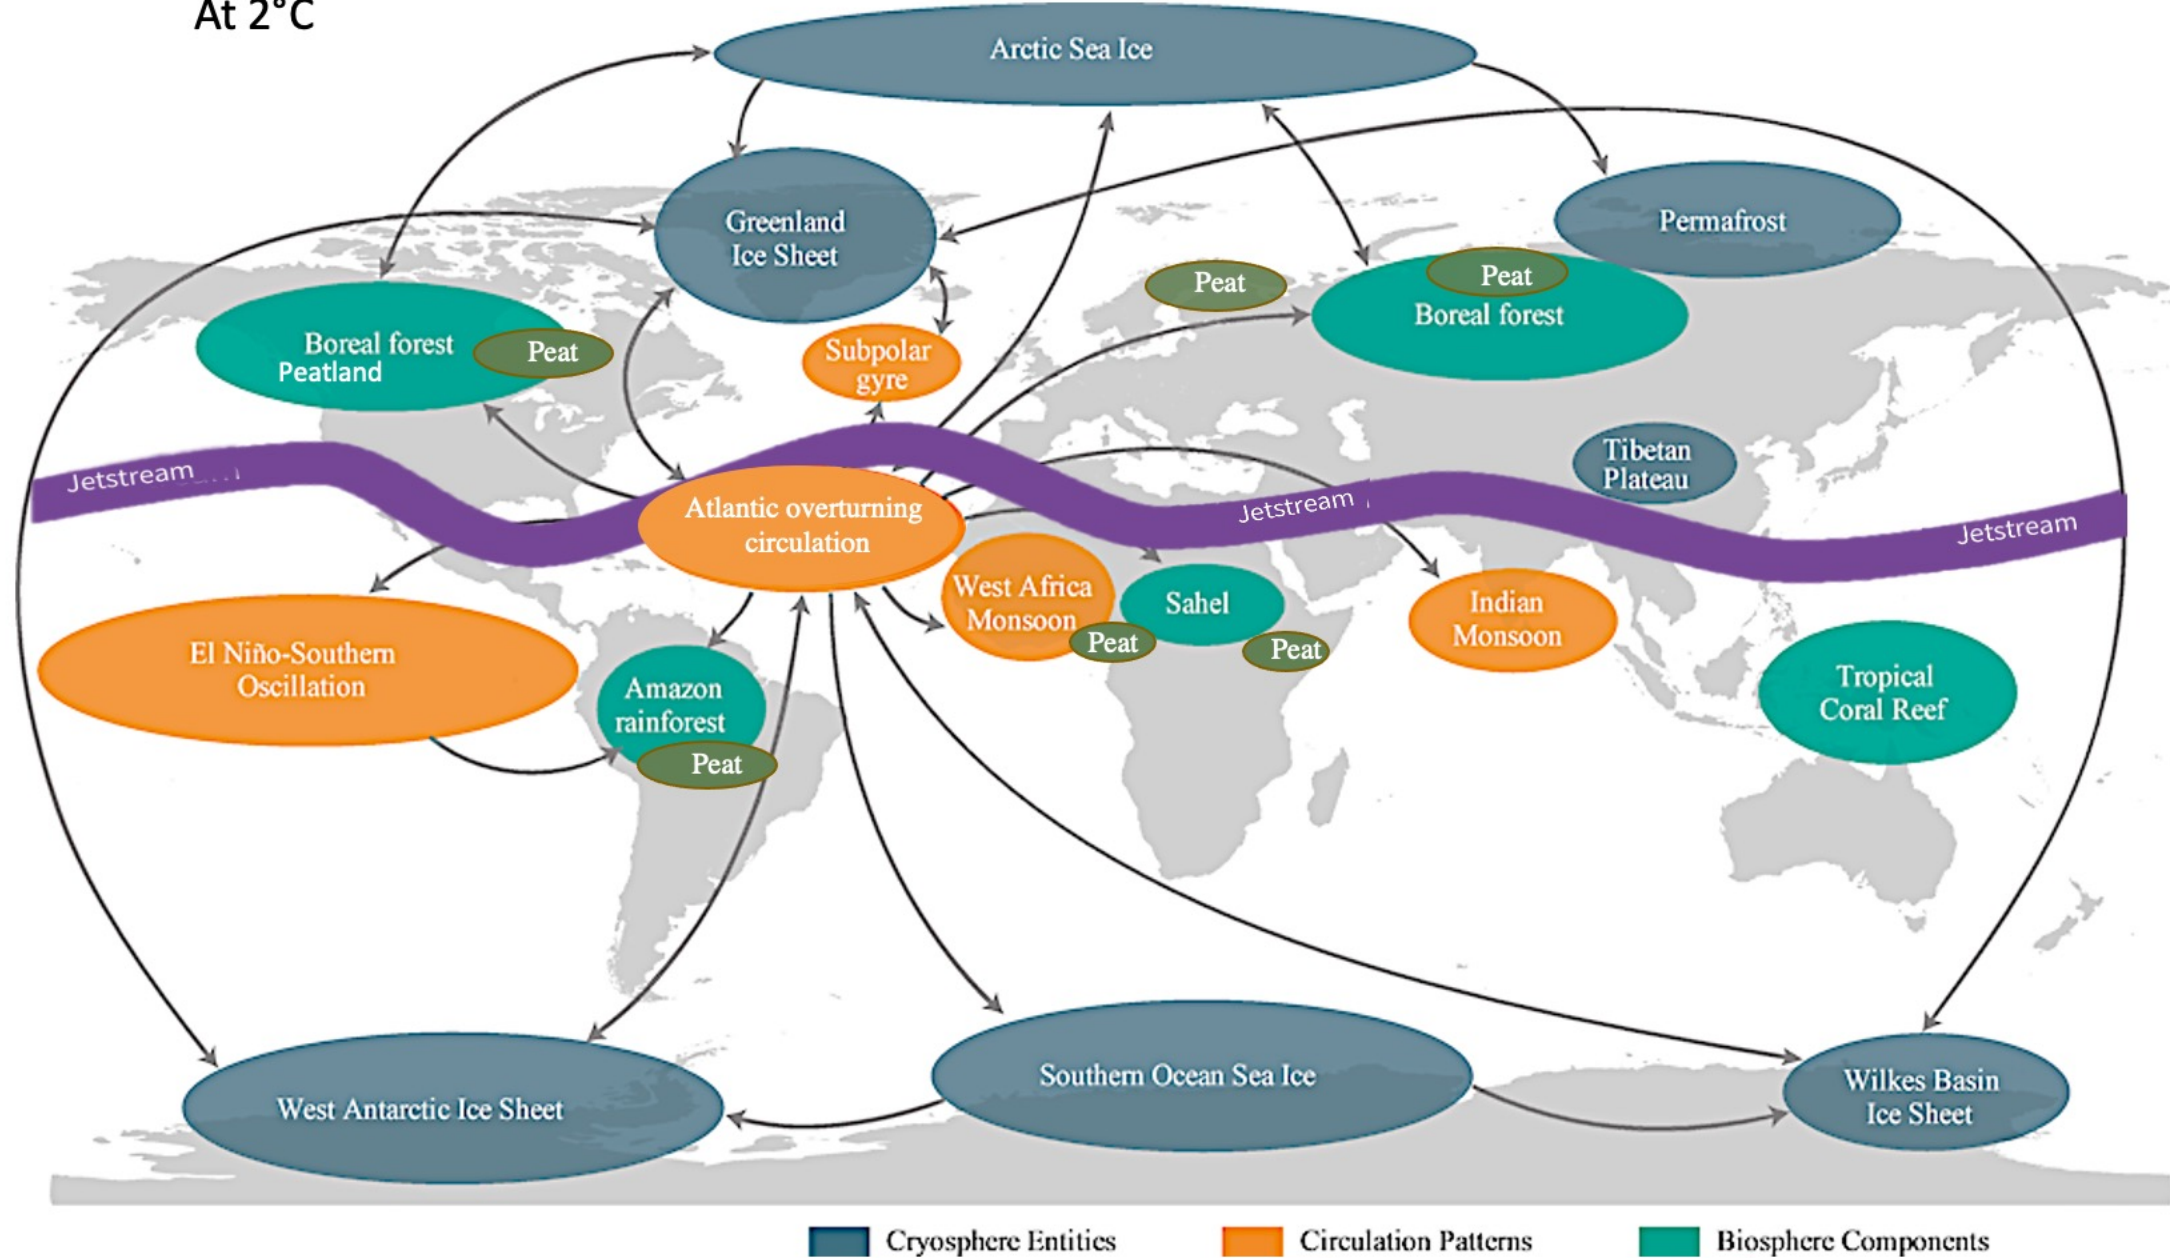 At 2°C
Arctic Sea Ice
Greenland
Ice Sheet
Permafrost
Peat
Peat
Boreal forest
Boreal forest
Peatland
Peat
Subpolar
gyre
Tibetan
Plateau
Jetstream
Jetstream
Jetstream
Atlantic overturning
circulation
West Africa
Monsoon
Peat
Sahel
Peat
Indian
Monsoon
El Niño-Southern
Oscillation
Amazon
rainforest
Peat
Tropical
Coral Reef
West Antarctic Ice Sheet
Southern Ocean Sea Ice
Wilkes Basin
Ice Sheet
Cryosphere Entities
Circulation Patterns
Biosphere Components